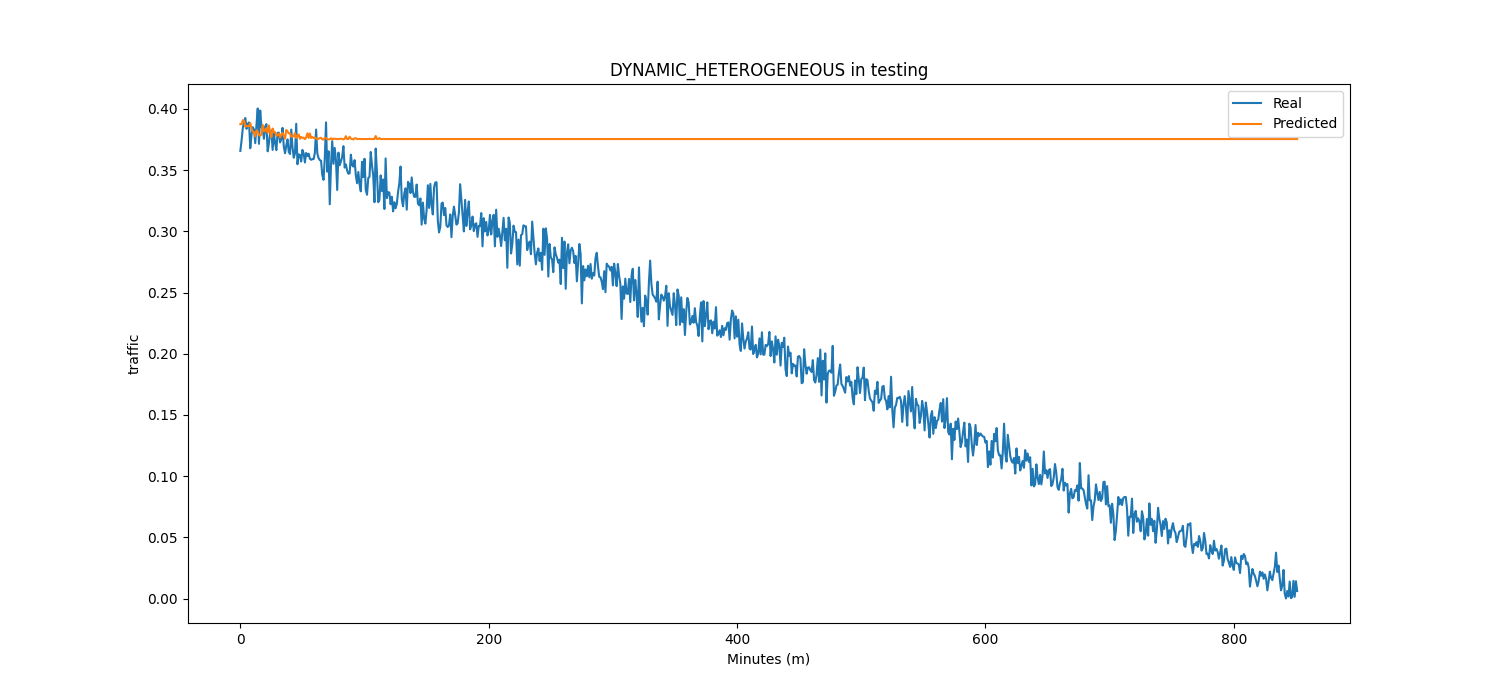 DYNAMIC_HETEROGENEOUS in testing
Real
Predicted
traffic
0.40
0.35
0.30
0.25
0.20
0.15
0.10
0.05
0.00
0 200 400 600 800
Minutes (m)